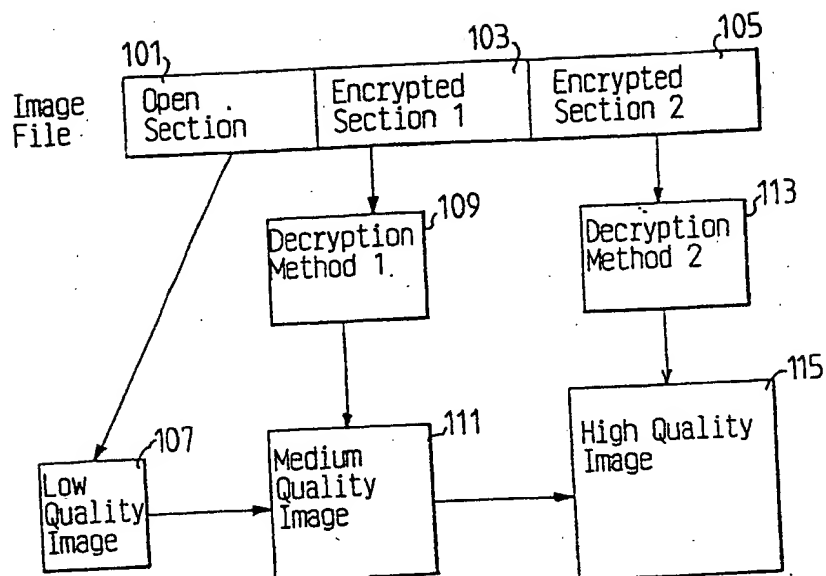 101
103
105
Image
File
Open
Section
Encrypted
Section 1
Encrypted
Section 2
109
113
Decryption
Method 1.
Decryption
Method 2
107
111
115
Low
Quality
Image
Medium
Quality
Image
High Quality
Image